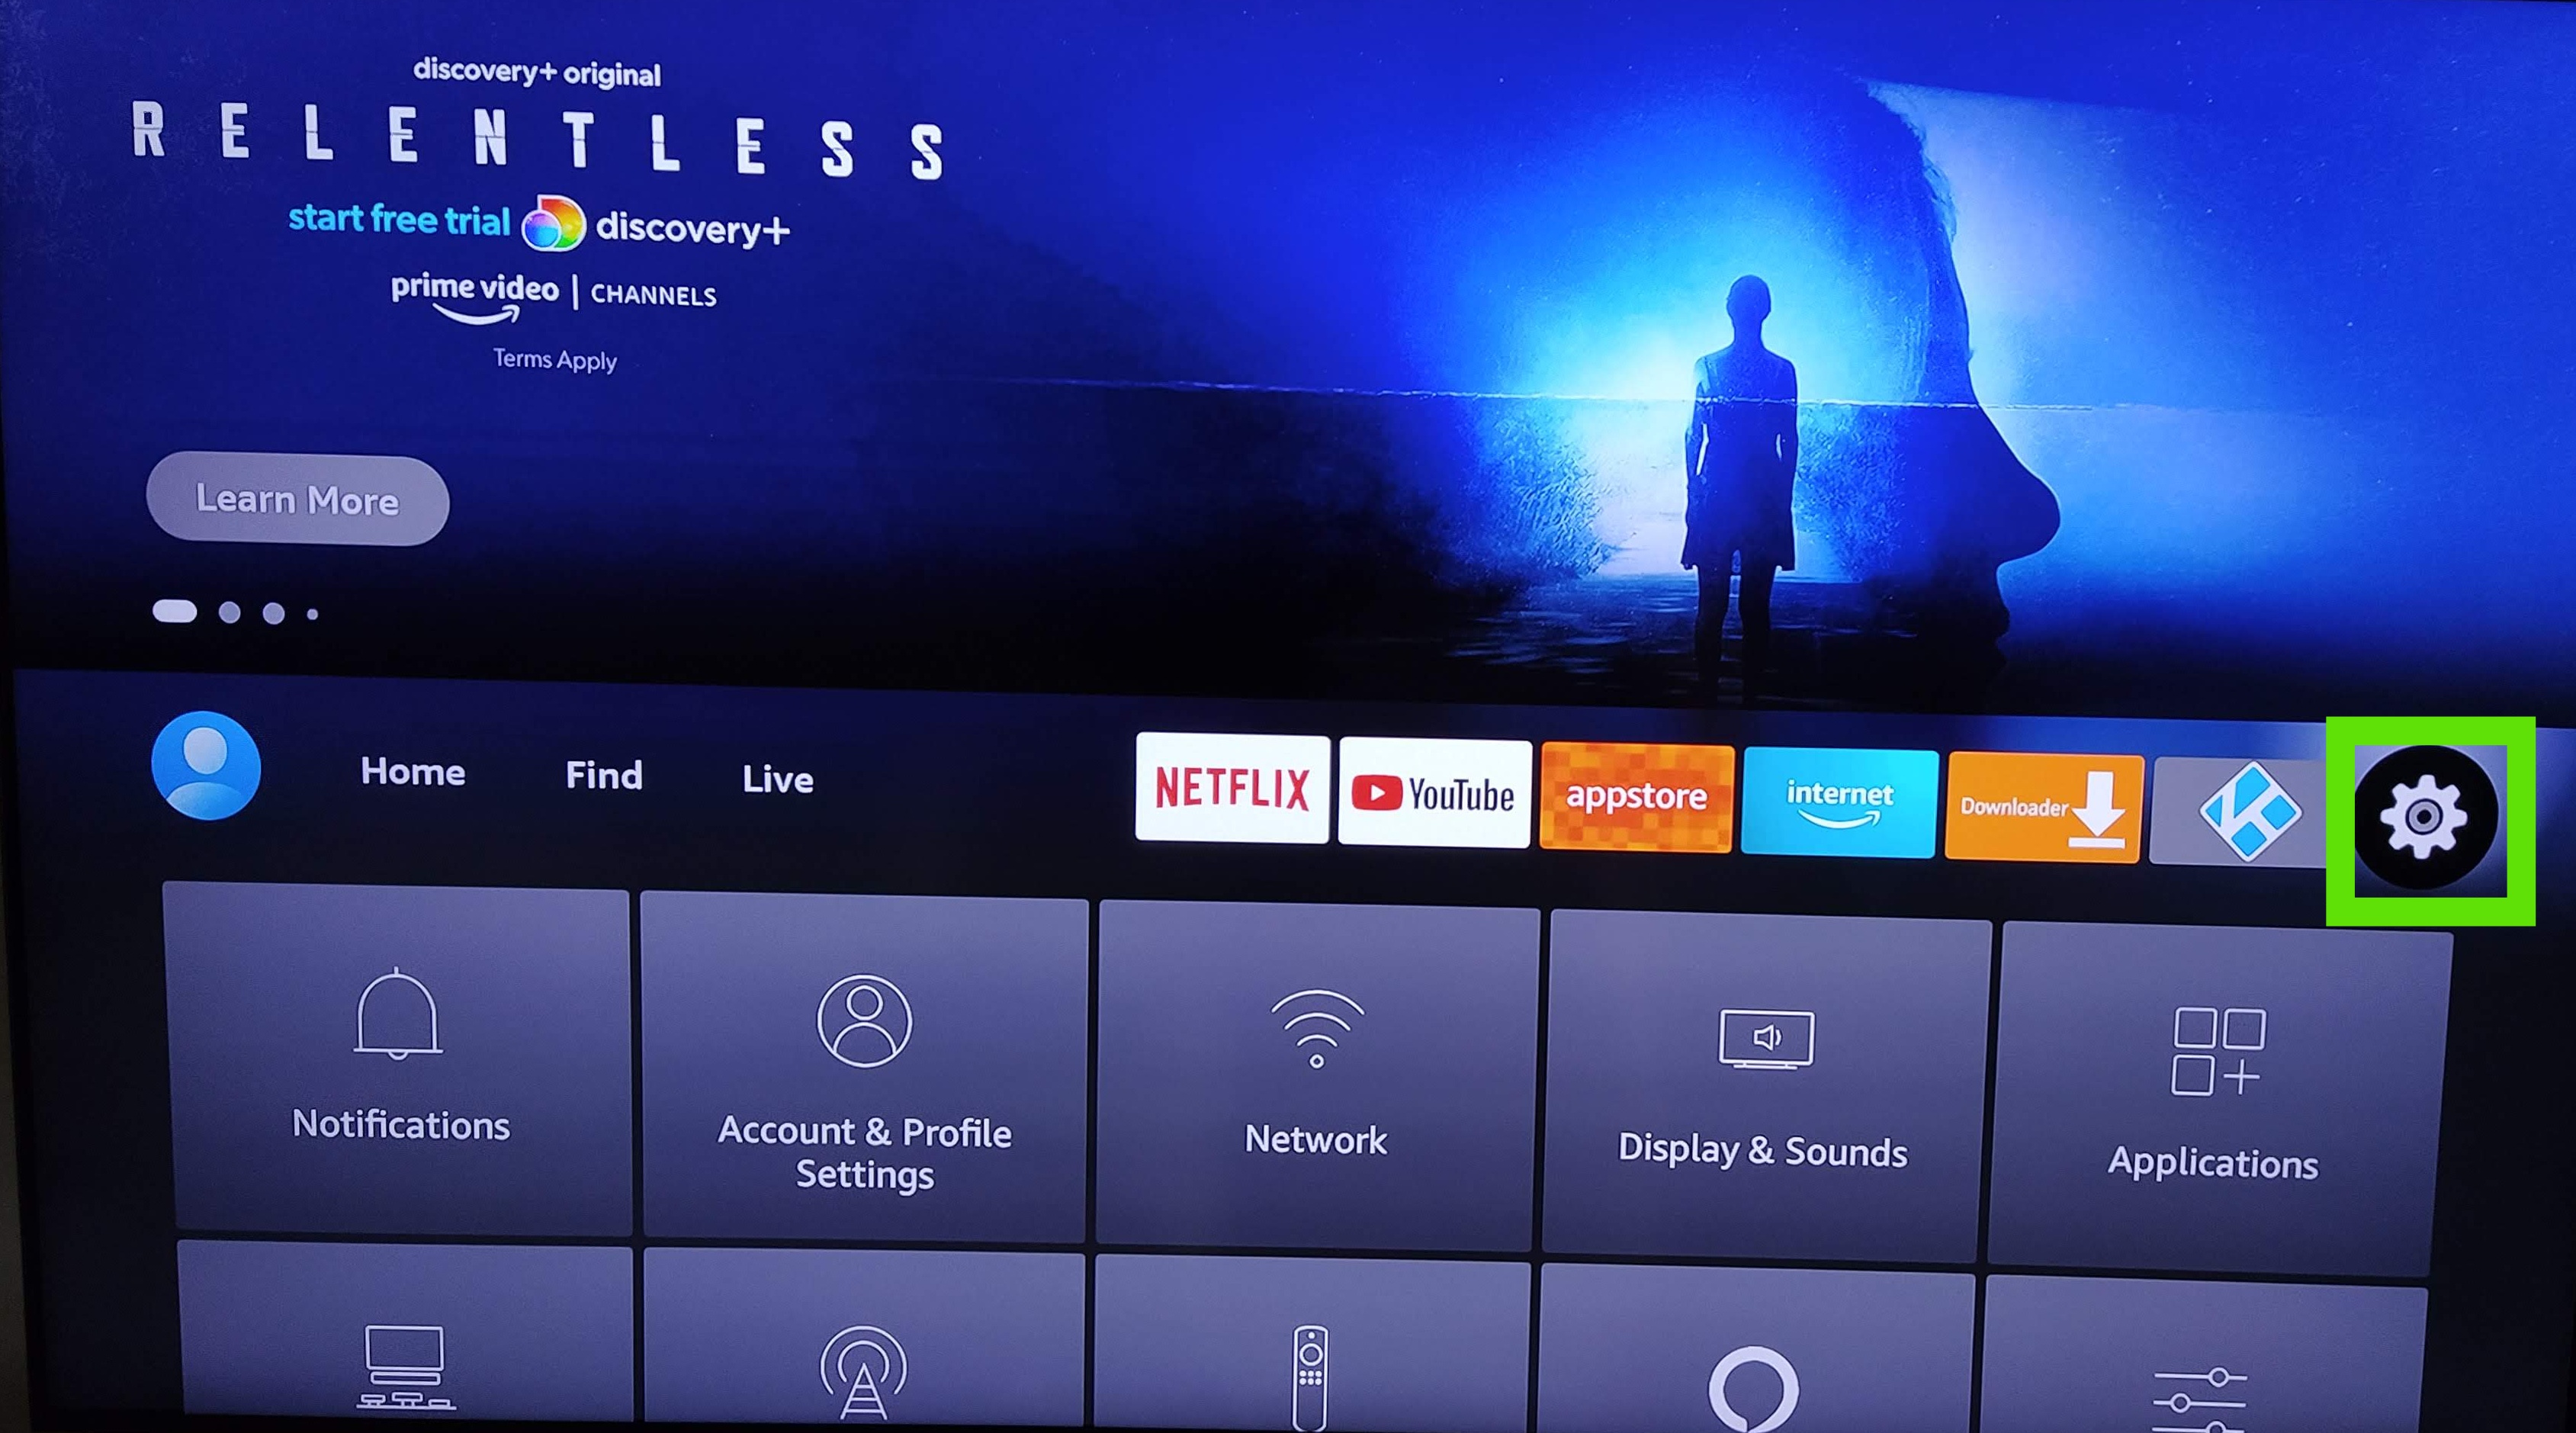 discovery+ original
RELENTLESS
start free trial discovery+
prime video | CHANNELS
Terms Apply
Learn More
Home Find Live
NETFLIX YouTube appstore internet Downloader
Notifications
Account & Profile
Settings
Network
Display & Sounds
Applications